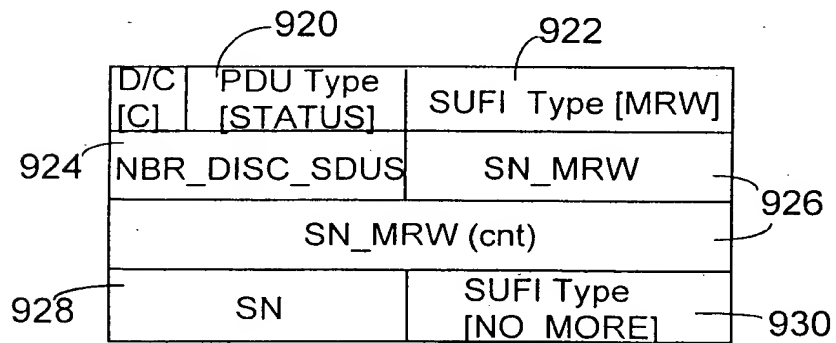 920
922
D/C
[C]
PDU Type
[STATUS]
SUFI Type [MRW]
924
NBR_DISC_SDUS
SN_MRW
926
SN_MRW (cnt)
928
SN
SUFI Type
[NO_MORE]
930